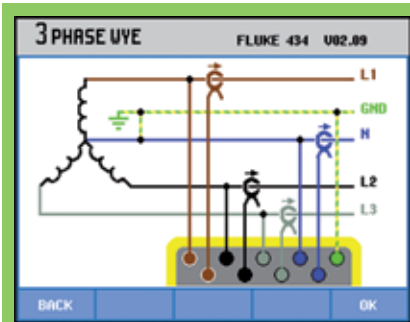 3 PHASE WYE FLUKE 434 V02.09
L1
GND
N
L2
L3
BACK OK